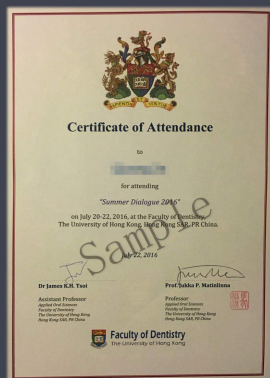 SAPIENTIA ET VIRTUS
Certificate of Attendance
to
for attending
"Summer Dialogue 2016"
on July 20-22, 2016, at the Faculty of Dentistry,
The University of Hong Kong, Hong Kong SAR, PR China.
Sample
July 22, 2016
Dr James K.H. Tsoi
Assistant Professor
Applied Oral Sciences
Faculty of Dentistry
The University of Hong Kong
Hong Kong SAR, PR China
Prof. Jukka P. Matinlinna
Professor
Applied Oral Sciences
Faculty of Dentistry
The University of Hong Kong
Hong Kong SAR, PR China
Faculty of Dentistry
The University of Hong Kong